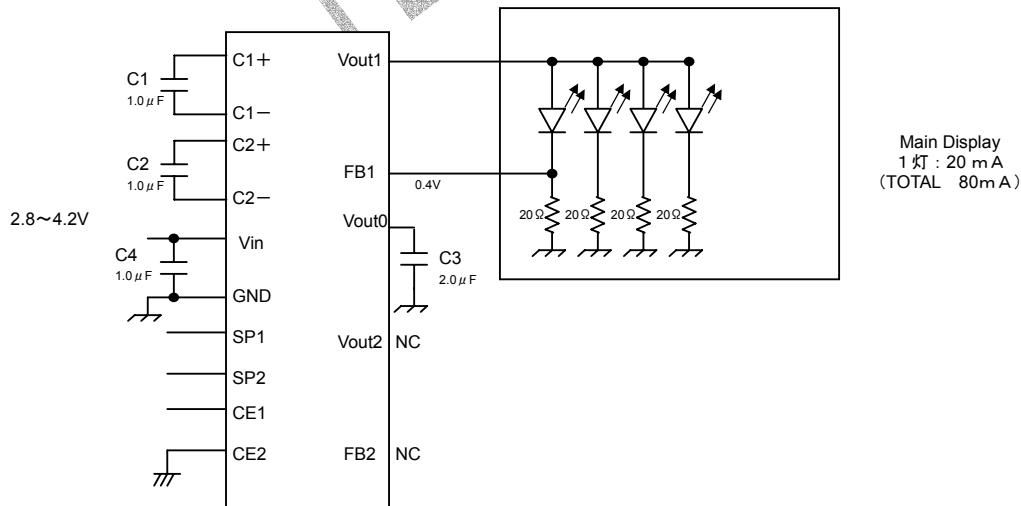 C1+
C1
1.0μF
C1−
C2+
C2
1.0μF
C2−
2.8～4.2V
Vin
C4
1.0μF
GND
SP1
SP2
CE1
CE2
Vout1
FB1
0.4V
Vout0
C3
2.0μF
Vout2 NC
FB2 NC
20Ω 20Ω 20Ω 20Ω
Main Display
1灯：20 mA
（TOTAL 80mA）